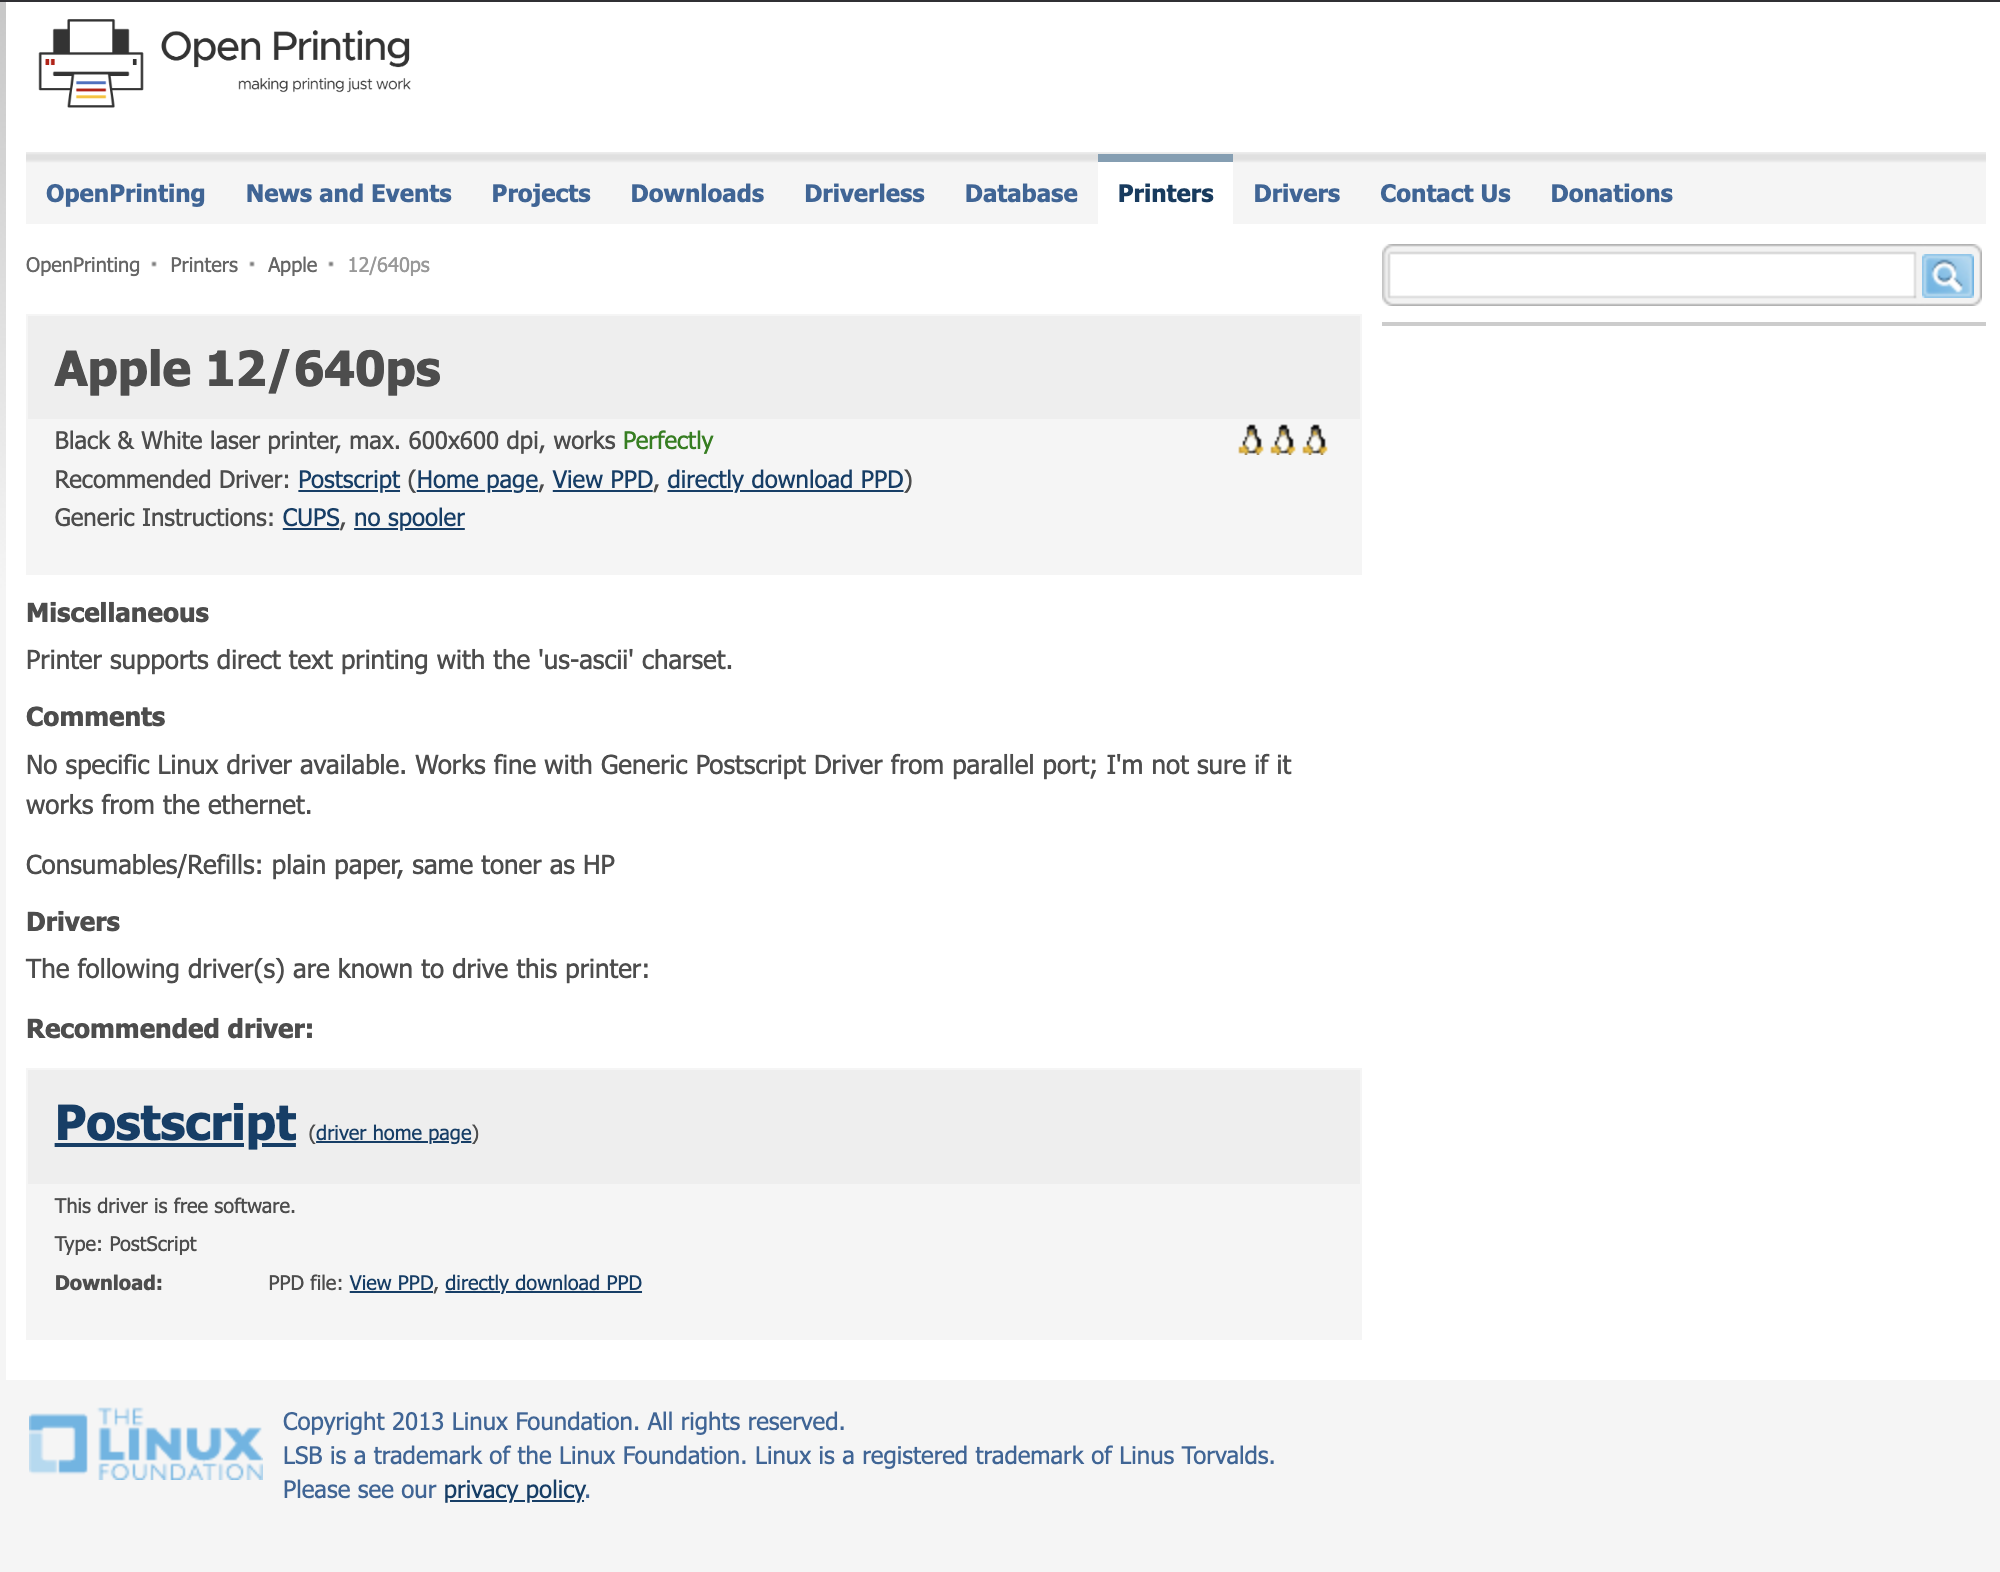 Open Printing
making printing just work
OpenPrinting News and Events Projects Downloads Driverless Database Printers Drivers Contact Us Donations
OpenPrinting • Printers • Apple • 12/640ps
Apple 12/640ps
Black & White laser printer, max. 600x600 dpi, works Perfectly
Recommended Driver: Postscript (Home page, View PPD, directly download PPD)
Generic Instructions: CUPS, no spooler
Miscellaneous
Printer supports direct text printing with the 'us-ascii' charset.
Comments
No specific Linux driver available. Works fine with Generic Postscript Driver from parallel port; I'm not sure if it
works from the ethernet.
Consumables/Refills: plain paper, same toner as HP
Drivers
The following driver(s) are known to drive this printer:
Recommended driver:
Postscript (driver home page)
This driver is free software.
Type: PostScript
Download: PPD file: View PPD, directly download PPD
THE
LINUX
FOUNDATION
Copyright 2013 Linux Foundation. All rights reserved.
LSB is a trademark of the Linux Foundation. Linux is a registered trademark of Linus Torvalds.
Please see our privacy policy.